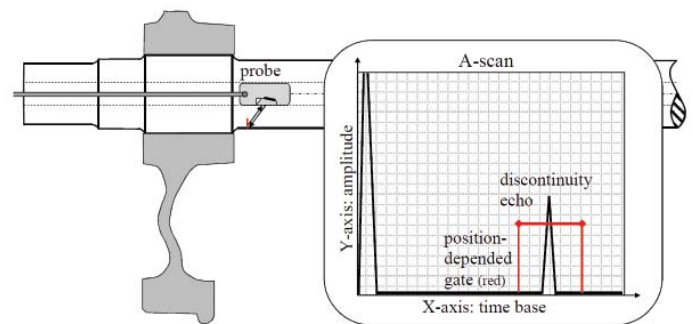 A-scan
probe
Y-axis: amplitude
discontinuity
echo
position-
depended
gate (red)
X-axis: time base